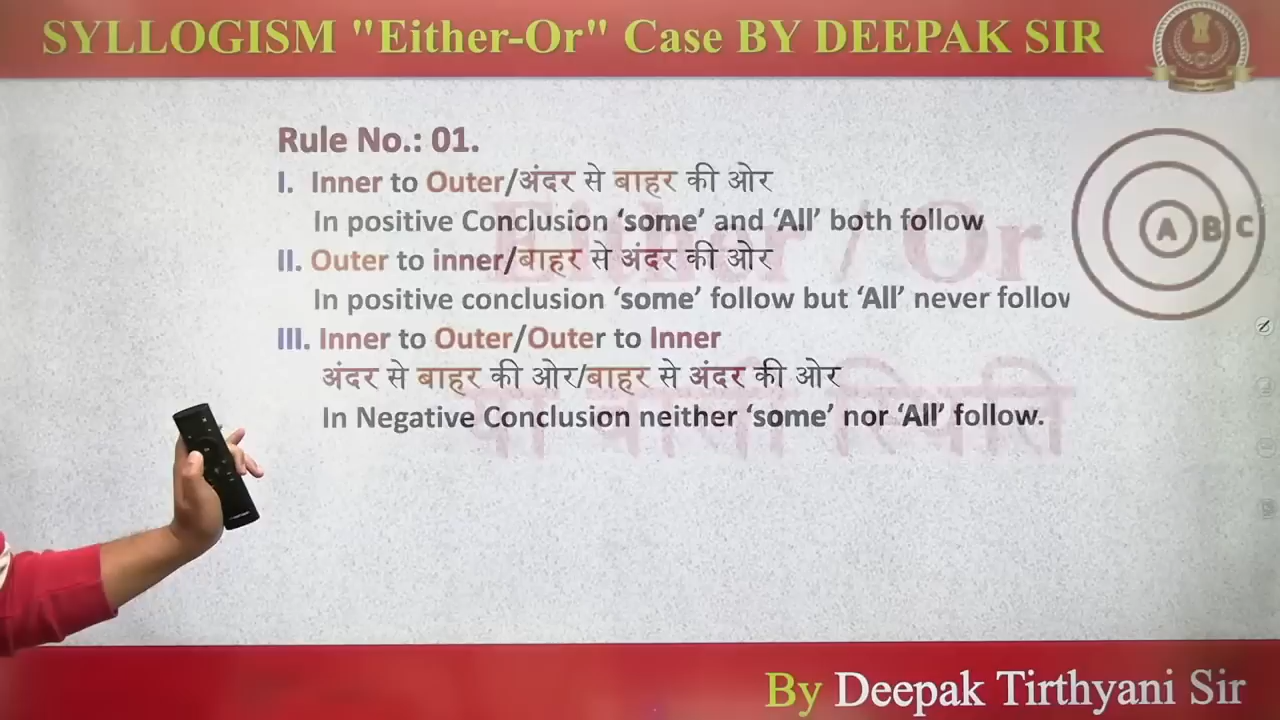 SYLLOGISM "Either-Or" Case BY DEEPAK SIR
Rule No.: 01.
I. Inner to Outer/अंदर से बाहर की ओर
In positive Conclusion ‘some’ and ‘All’ both follow
II. Outer to inner/बाहर से अंदर की ओर
In positive conclusion ‘some’ follow but ‘All’ never follov
III. Inner to Outer/Outer to Inner
अंदर से बाहर की ओर/बाहर से अंदर की ओर
In Negative Conclusion neither ‘some’ nor ‘All’ follow.
A B C
Either / Or
या वाली स्थिति
By Deepak Tirthyani Sir